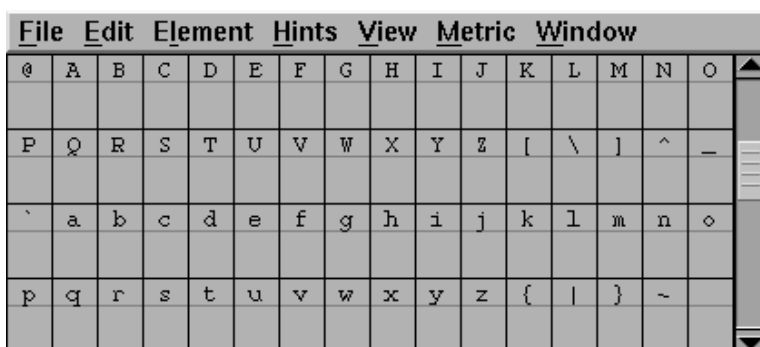 File Edit Element Hints View Metric Window
@ A B C D E F G H I J K L M N O
P Q R S T U V W X Y Z [ \ ] ^ _
` a b c d e f g h i j k l m n o
p q r s t u v w x y z { | } ~